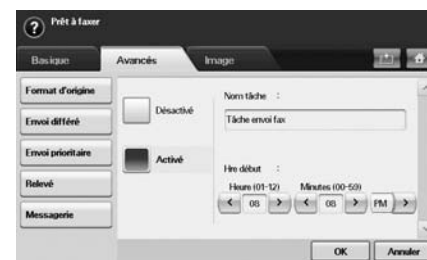 ? Prêt à faxer
Basique Avancés Image
Format d'origine
Envoi différé
Envoi prioritaire
Relevé
Messagerie
Désactivé
Activé
Nom tâche :
Tâche envoi fax
Hre début :
Heure (01-12) Minutes (00-59)
< 08 > < 08 > PM >
OK Annuler